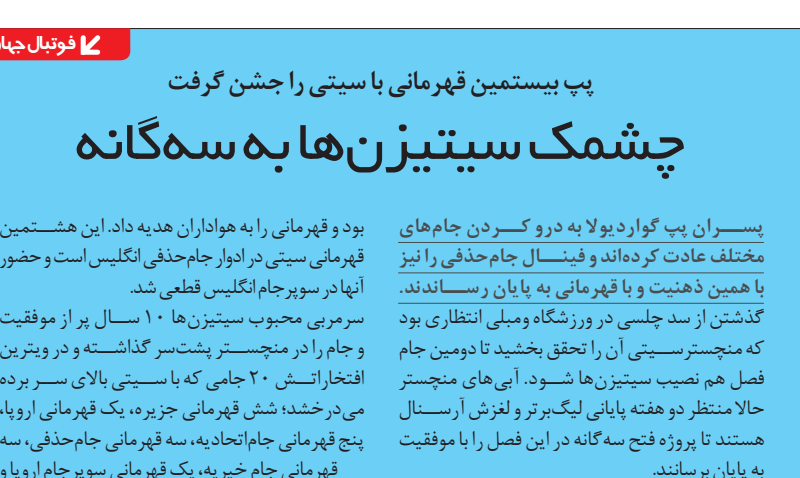 فوتبال جهان
پپ بیستمین قهرمانی با سیتی را جشن گرفت
چشمک سیتیزن‌ها به سه‌گانه
پسران پپ گواردیولا به درو کردن جام‌های
مختلف عادت کرده‌اند و فینال جام‌حذفی را نیز
با همین ذهنیت و با قهرمانی به پایان رساندند.
گذشتن از سد چلسی در ورزشگاه ومبلی انتظاری بود
که منچسترسیتی آن را تحقق بخشید تا دومین جام
فصل هم نصیب سیتیزن‌ها شود. آبی‌های منچستر
حالا منتظر دو هفته پایانی لیگ‌برتر و لغزش آرسنال
هستند تا پروژه فتح سه‌گانه در این فصل را با موفقیت
به پایان برسانند.
بود و قهرمانی را به هواداران هدیه داد. این هشتمین
قهرمانی سیتی در ادوار جام‌حذفی انگلیس است و حضور
آنها در سوپرجام انگلیس قطعی شد.
سرمربی محبوب سیتیزن‌ها ۱۰ سال پر از موفقیت
و جام را در منچستر پشت‌سر گذاشته و در ویترین
افتخاراتش ۲۰ جامی که با سیتی بالای سر برده
می‌درخشد؛ شش قهرمانی جزیره، یک قهرمانی اروپا،
پنج قهرمانی جام‌اتحادیه، سه قهرمانی جام‌حذفی، سه
قهرمانی جام خیریه، یک قهرمانی سوپرجام اروپا و